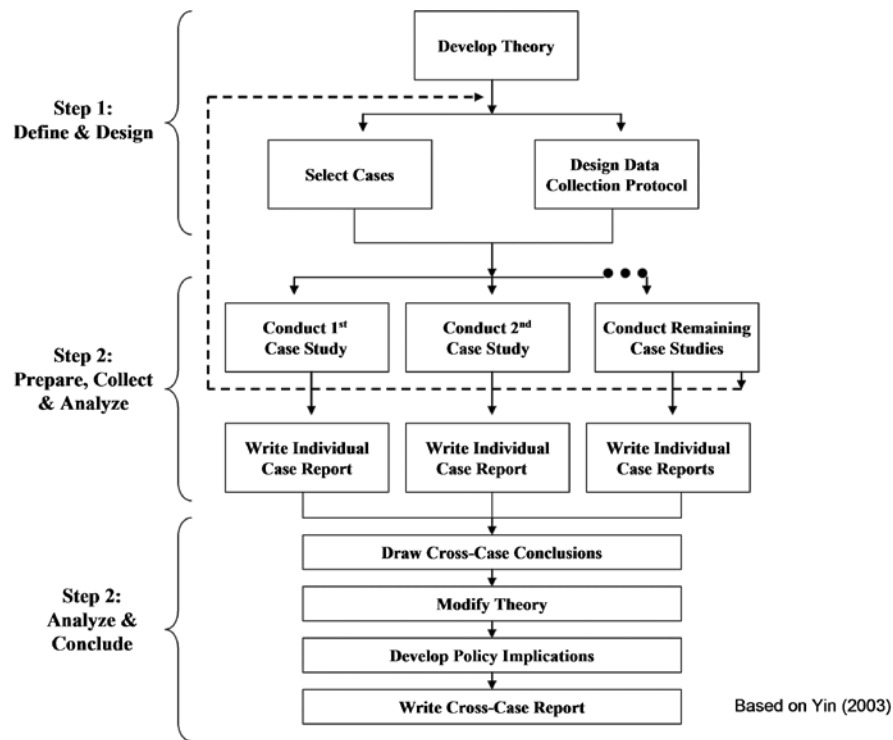 Develop Theory
Step 1:
Define & Design
Select Cases
Design Data
Collection Protocol
Conduct 1st
Case Study
Conduct 2nd
Case Study
Conduct Remaining
Case Studies
Step 2:
Prepare, Collect
& Analyze
Write Individual
Case Report
Write Individual
Case Report
Write Individual
Case Reports
Draw Cross-Case Conclusions
Step 2:
Analyze &
Conclude
Modify Theory
Develop Policy Implications
Write Cross-Case Report
Based on Yin (2003)